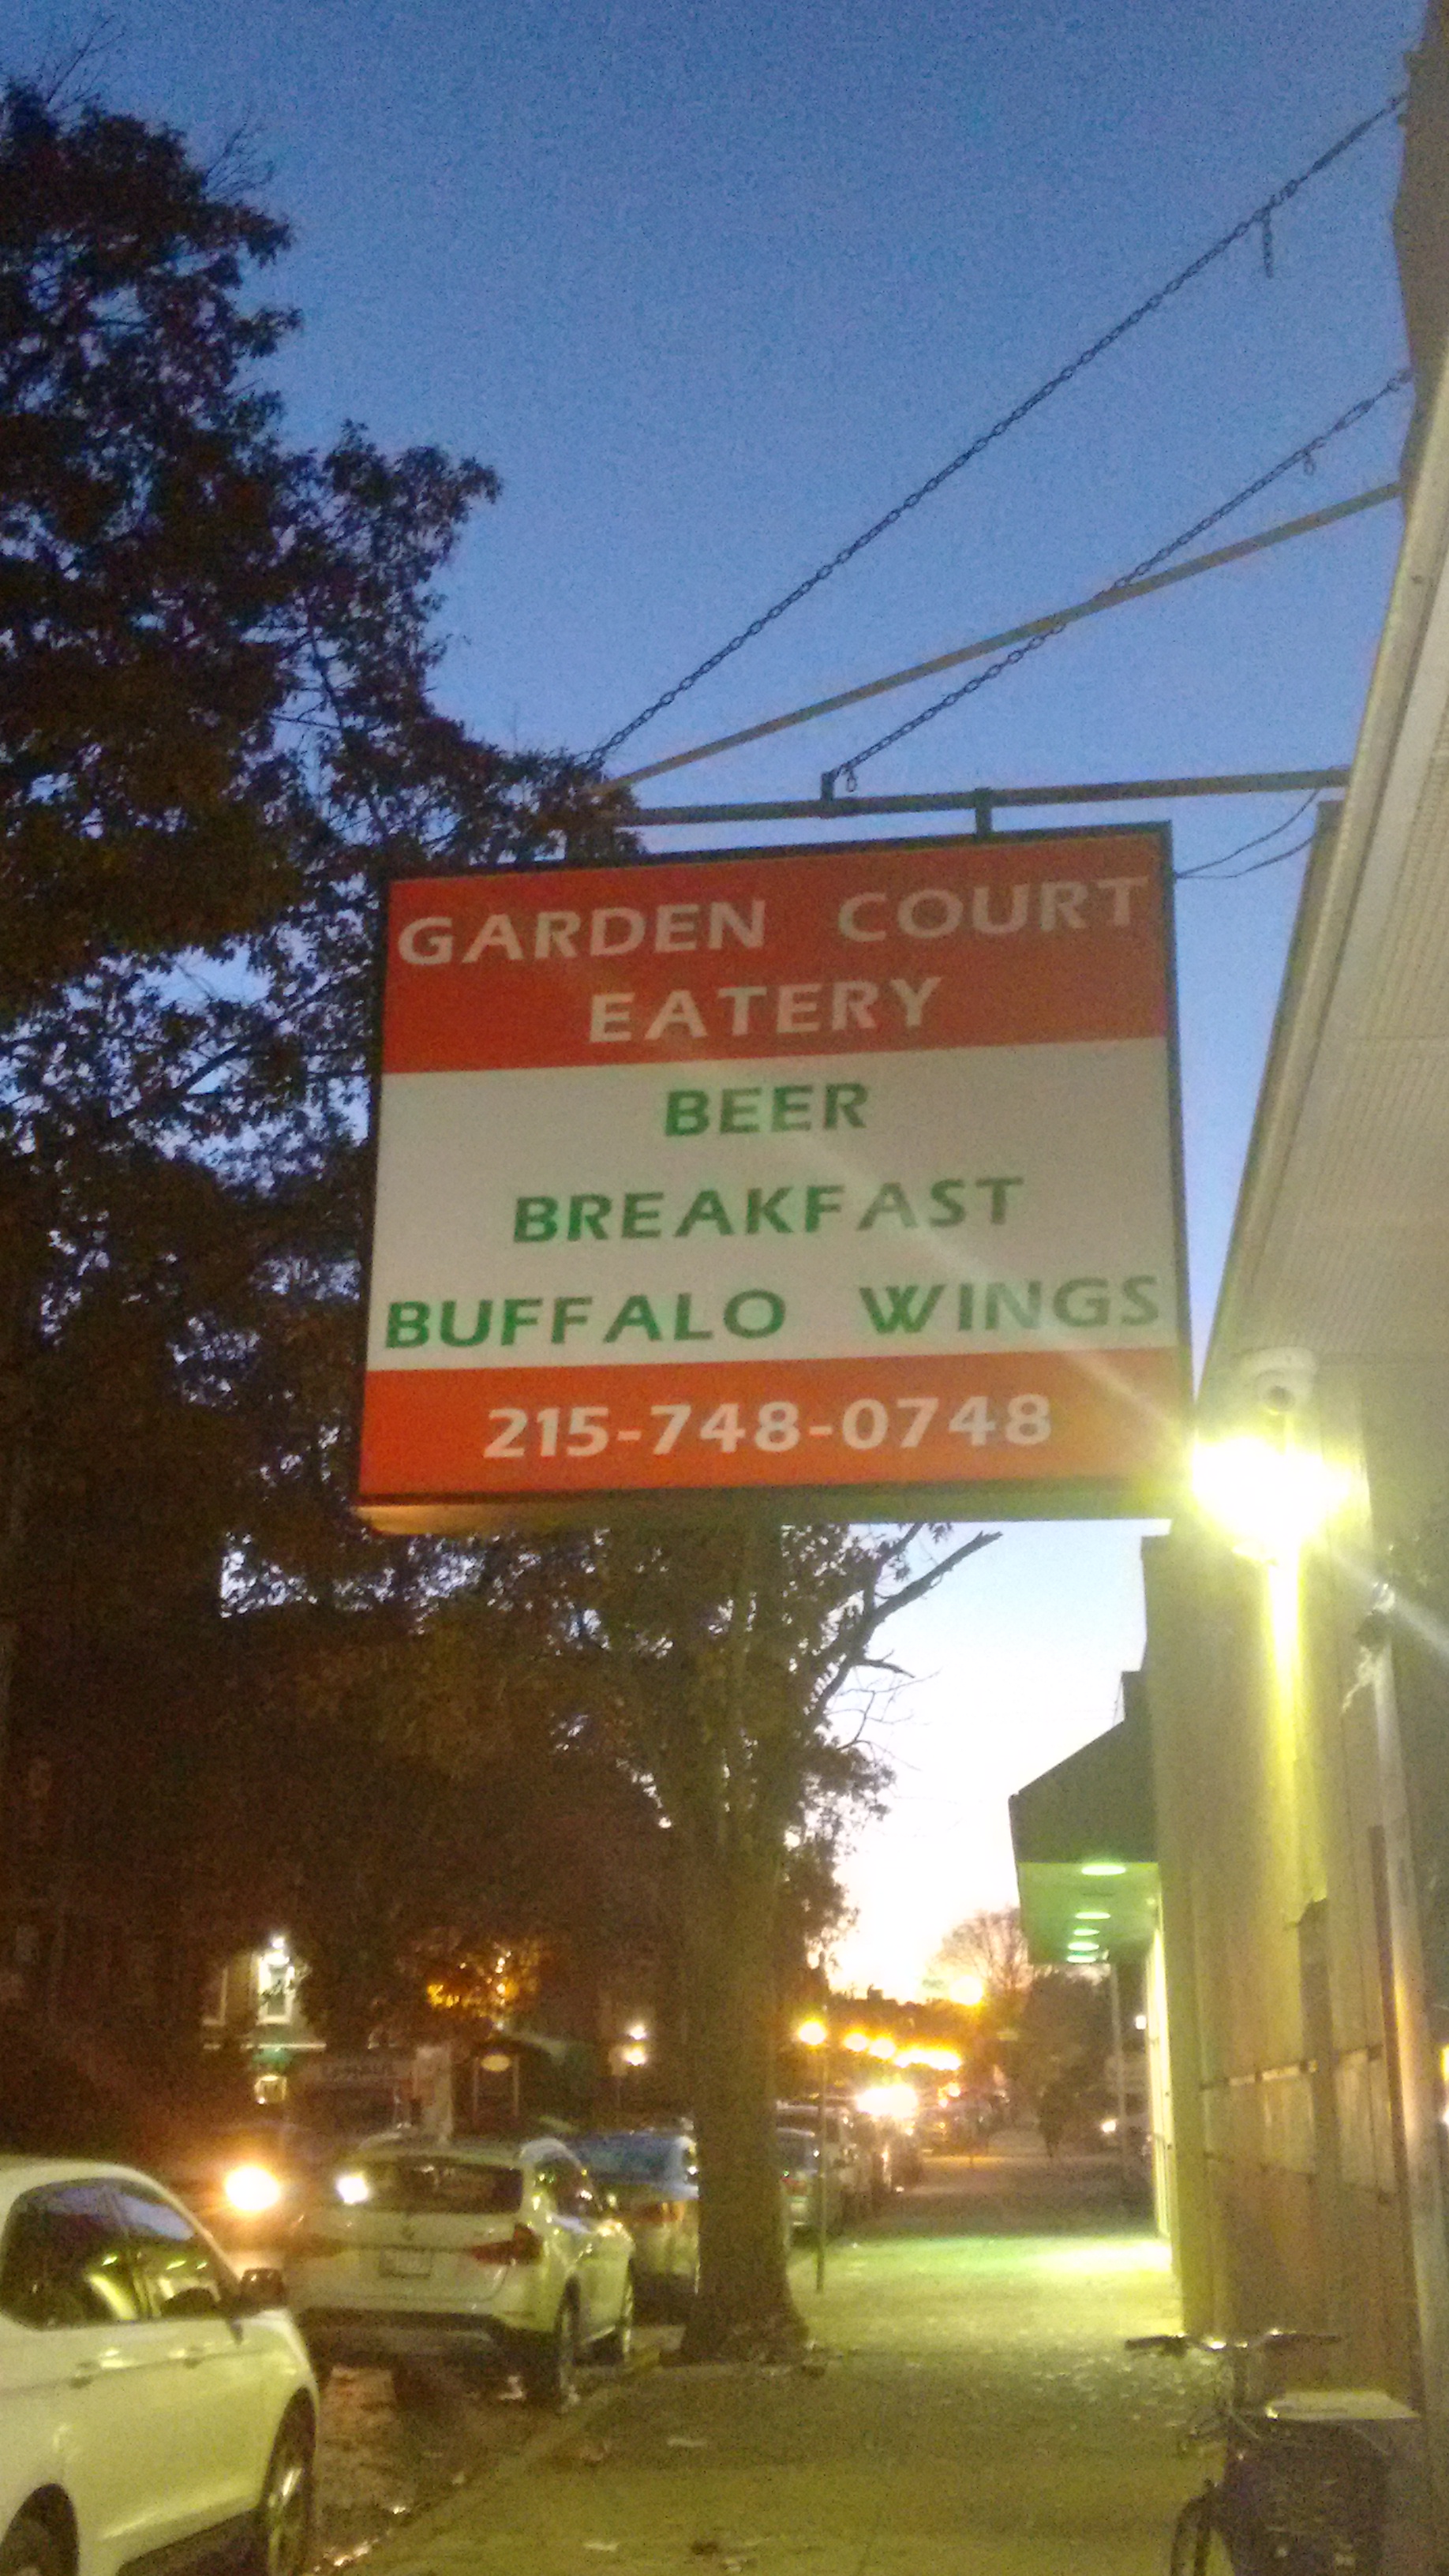 GARDEN COURT
EATERY
BEER
BREAKFAST
BUFFALO WINGS
215-748-0748